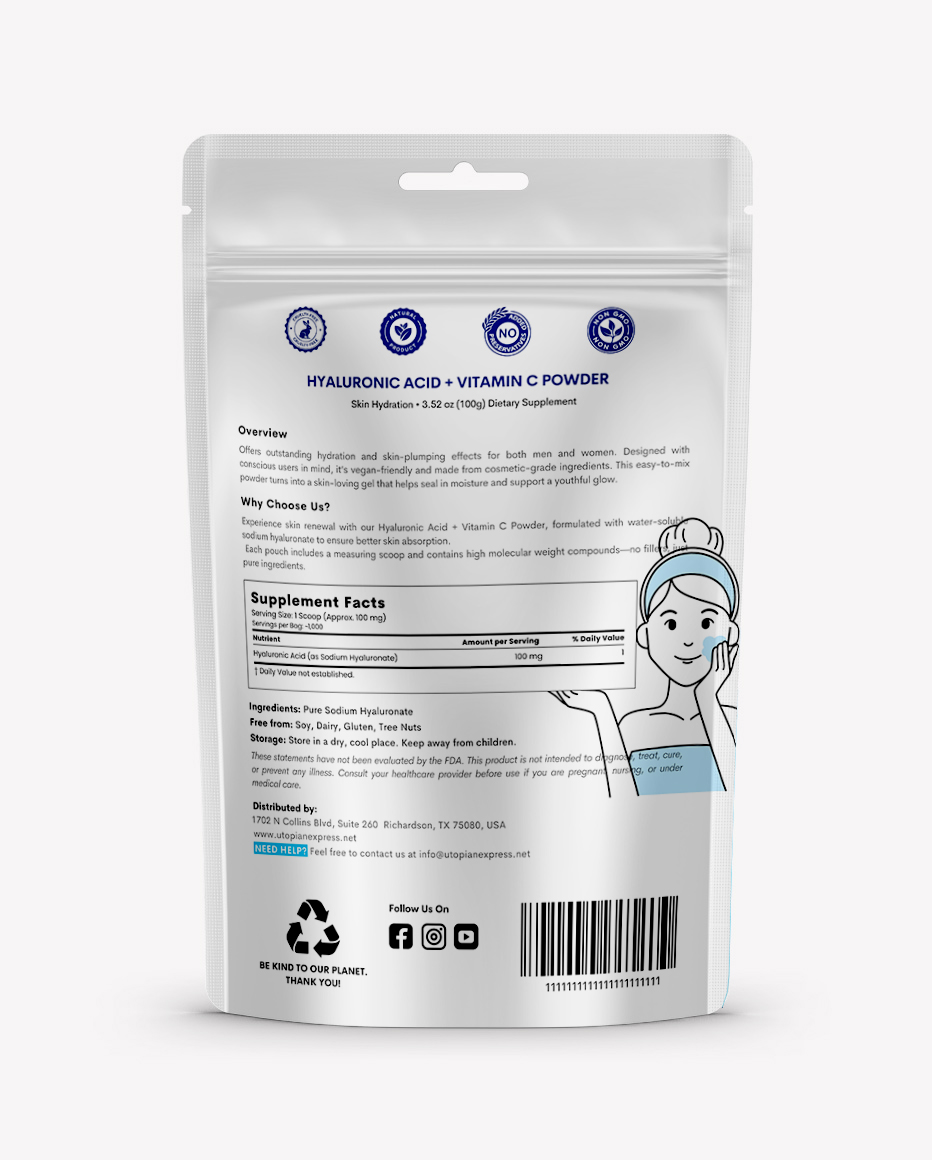 CRUELTY FREE
CRUELTY FREE
NATURAL
PRODUCT
NO
ADDED
PRESERVATIVES
NON GMO
NON GMO
HYALURONIC ACID + VITAMIN C POWDER
Skin Hydration • 3.52 oz (100g) Dietary Supplement
Overview
Offers outstanding hydration and skin-plumping effects for both men and women. Designed with
conscious users in mind, it's vegan-friendly and made from cosmetic-grade ingredients. This easy-to-mix
powder turns into a skin-loving gel that helps seal in moisture and support a youthful glow.
Why Choose Us?
Experience skin renewal with our Hyaluronic Acid + Vitamin C Powder, formulated with water-soluble
sodium hyaluronate to ensure better skin absorption.
Each pouch includes a measuring scoop and contains high molecular weight compounds—no fillers, just
pure ingredients.
Supplement Facts
Serving Size: 1 Scoop (Approx. 100 mg)
Servings per Bag: ~1,000
Nutrient Amount per Serving % Daily Value
Hyaluronic Acid (as Sodium Hyaluronate) 100 mg 1
† Daily Value not established.
Ingredients: Pure Sodium Hyaluronate
Free from: Soy, Dairy, Gluten, Tree Nuts
Storage: Store in a dry, cool place. Keep away from children.
These statements have not been evaluated by the FDA. This product is not intended to diagnose, treat, cure,
or prevent any illness. Consult your healthcare provider before use if you are pregnant, nursing, or under
medical care.
Distributed by:
1702 N Collins Blvd, Suite 260 Richardson, TX 75080, USA
www.utopianexpress.net
NEED HELP? Feel free to contact us at info@utopianexpress.net
Follow Us On
BE KIND TO OUR PLANET.
THANK YOU!